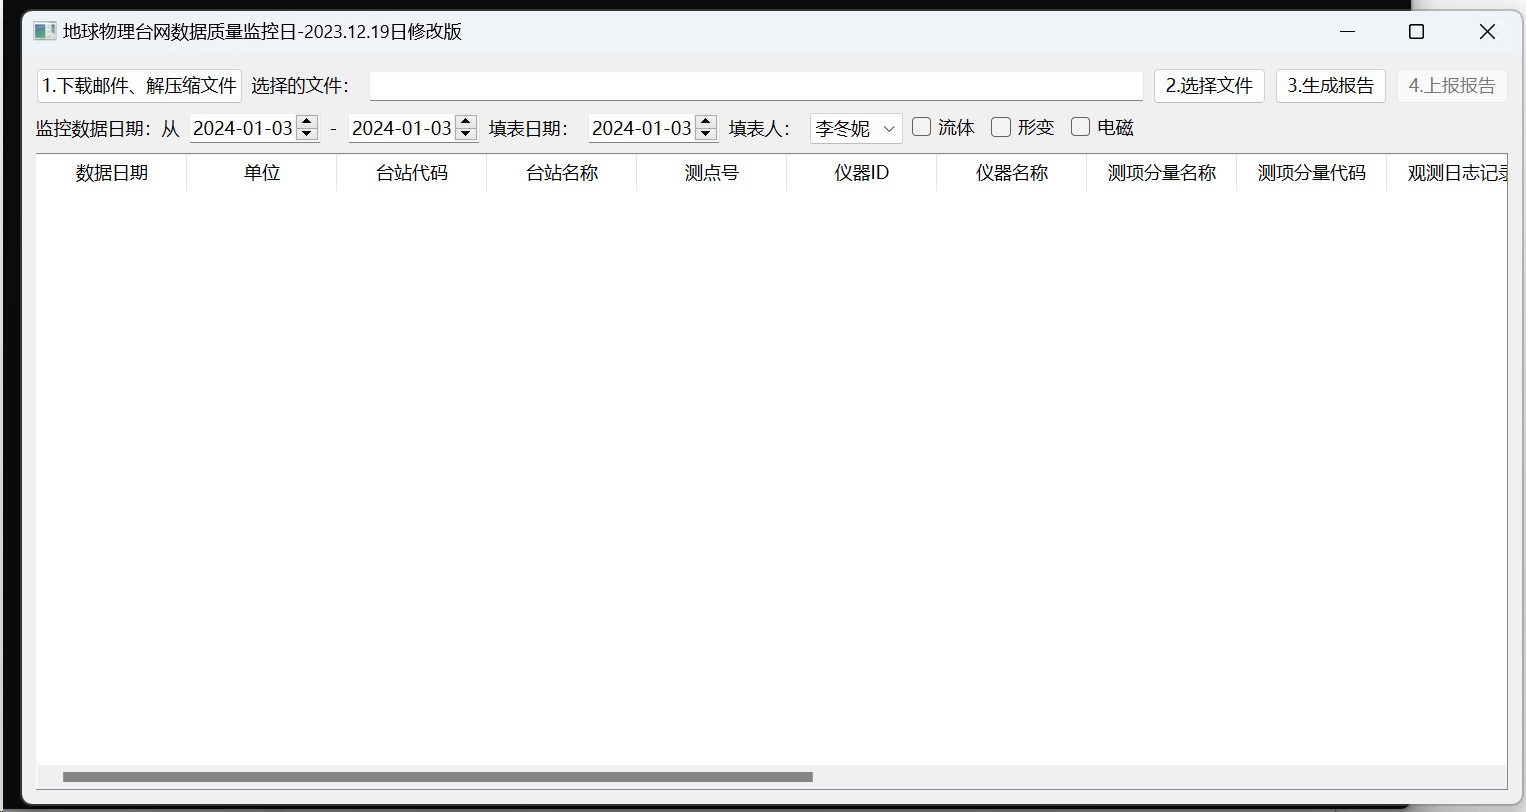 地球物理台网数据质量监控日-2023.12.19日修改版
1.下载邮件、解压缩文件 选择的文件： 2.选择文件 3.生成报告 4.上报报告
监控数据日期：从 2024-01-03 - 2024-01-03 填表日期： 2024-01-03 填表人： 李冬妮 流体 形变 电磁
数据日期 单位 台站代码 台站名称 测点号 仪器ID 仪器名称 测项分量名称 测项分量代码 观测日志记录